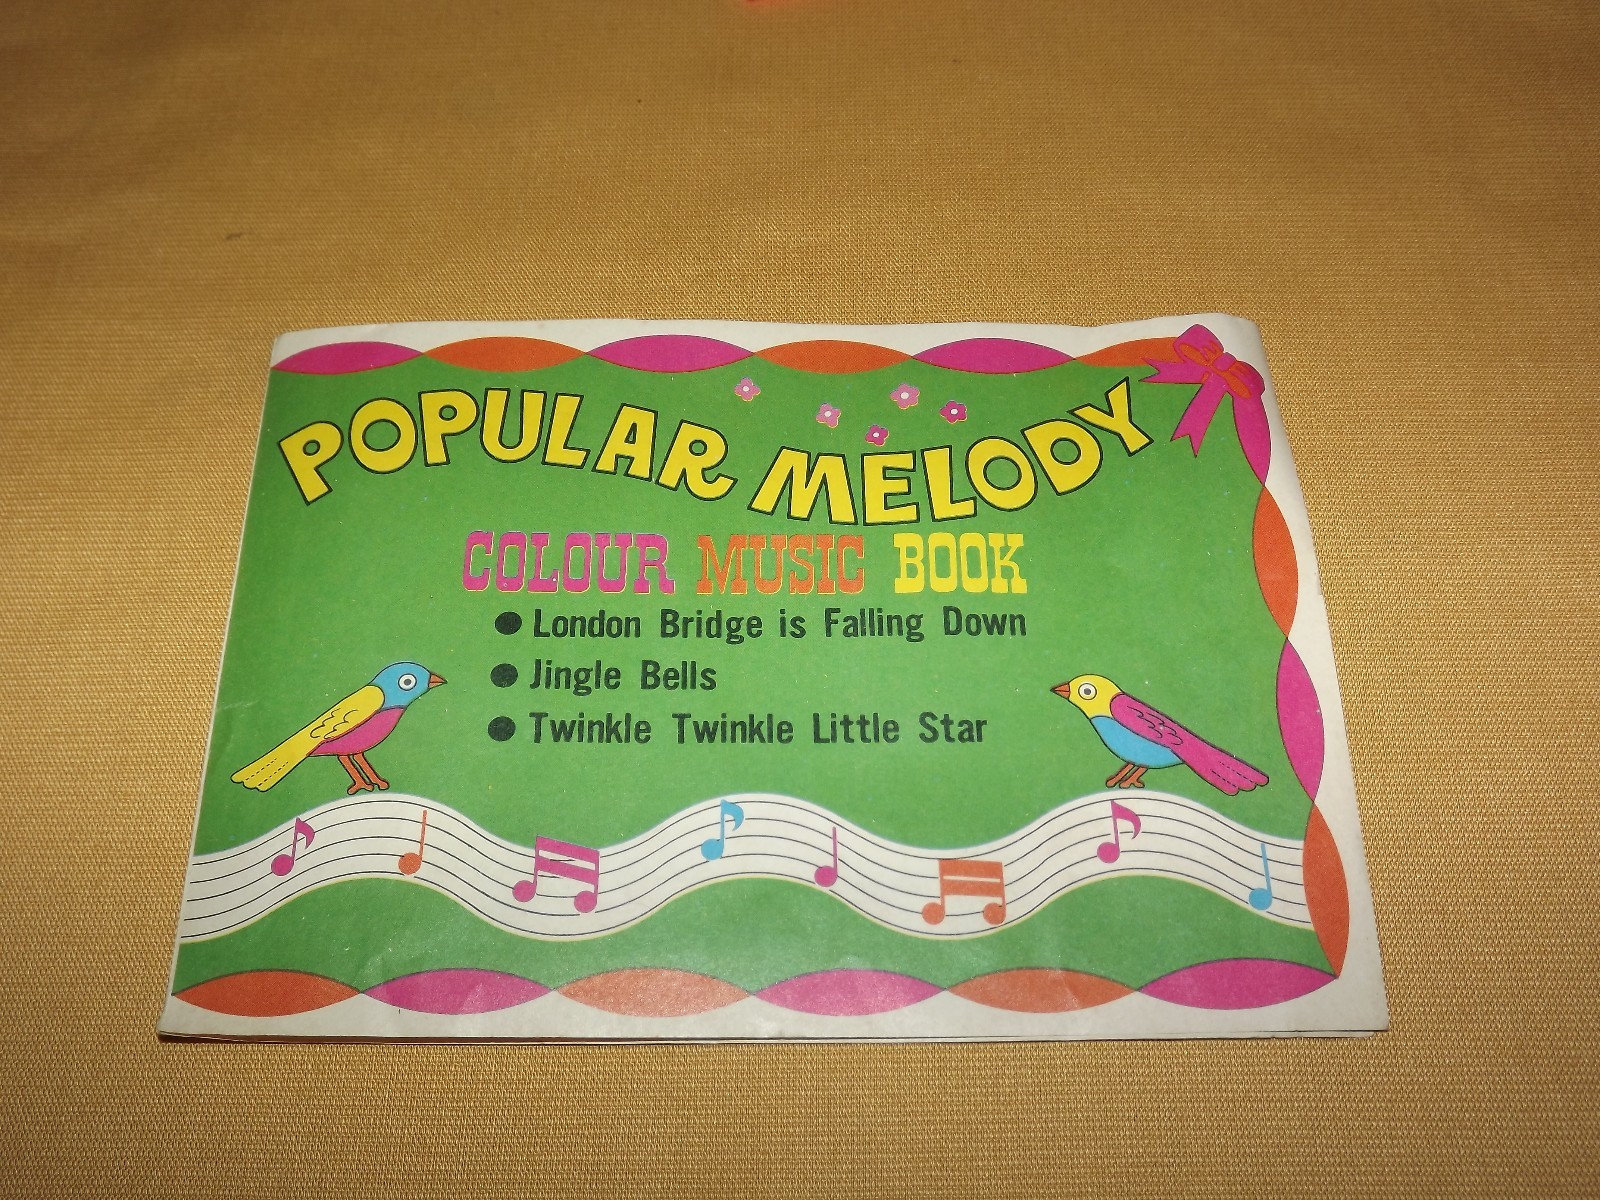 POPULAR MELODY
COLOUR MUSIC BOOK
● London Bridge is Falling Down
● Jingle Bells
● Twinkle Twinkle Little Star